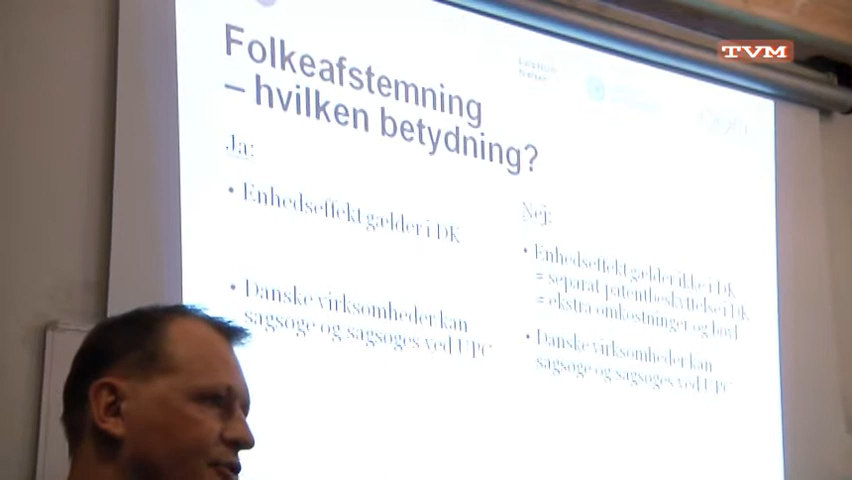 TVM
Folkeafstemning
– hvilken betydning?
Ja:
• Enhedseffekt gælder i DK
• Danske virksomheder kan
sagsøge og sagsøges ved UPC
Nej:
• Enhedseffekt gælder ikke i DK
= separat patentbeskyttelse i DK
= ekstra omkostninger og bøvl
• Danske virksomheder kan
sagsøge og sagsøges ved UPC